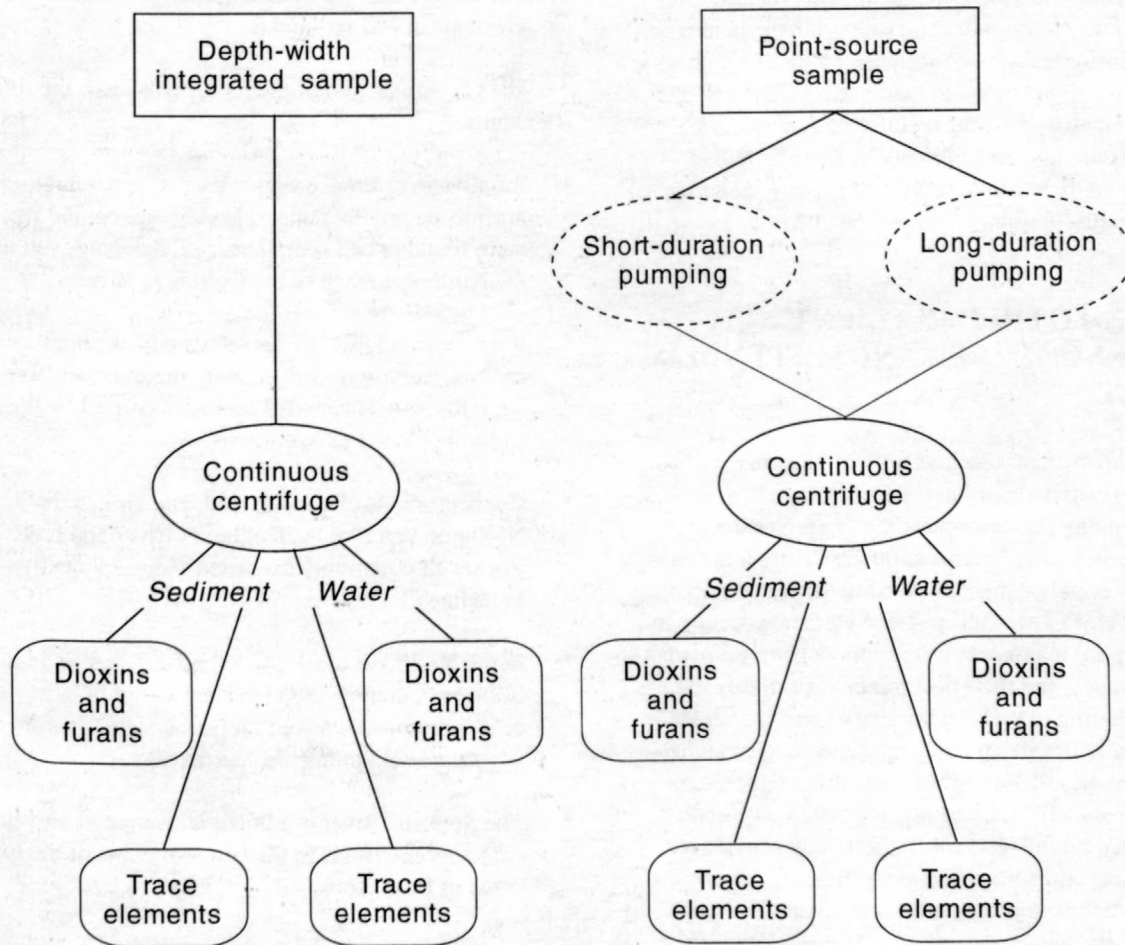 Depth-width
integrated sample
Point-source
sample
Short-duration
pumping
Long-duration
pumping
Continuous
centrifuge
Continuous
centrifuge
Sediment Water
Sediment Water
Dioxins
and
furans
Dioxins
and
furans
Dioxins
and
furans
Dioxins
and
furans
Trace
elements
Trace
elements
Trace
elements
Trace
elements